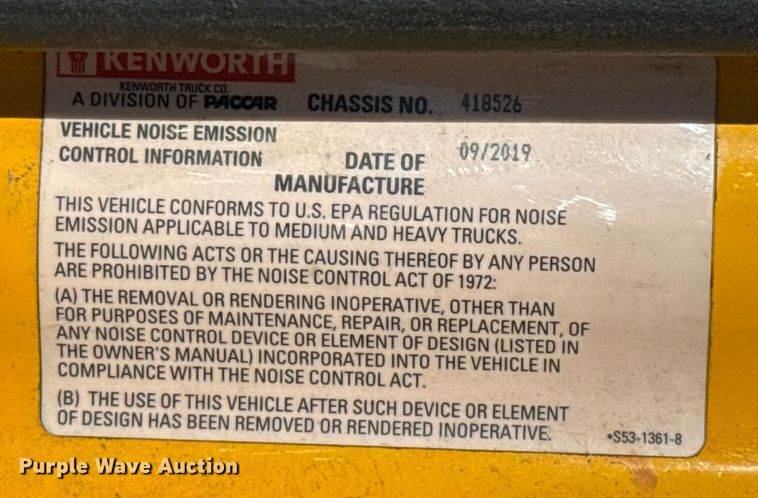 KENWORTH
KENWORTH TRUCK CO.
A DIVISION OF PACCAR CHASSIS NO. 418526
VEHICLE NOISE EMISSION
CONTROL INFORMATION DATE OF 09/2019
MANUFACTURE
THIS VEHICLE CONFORMS TO U.S. EPA REGULATION FOR NOISE
EMISSION APPLICABLE TO MEDIUM AND HEAVY TRUCKS.
THE FOLLOWING ACTS OR THE CAUSING THEREOF BY ANY PERSON
ARE PROHIBITED BY THE NOISE CONTROL ACT OF 1972:
(A) THE REMOVAL OR RENDERING INOPERATIVE, OTHER THAN
FOR PURPOSES OF MAINTENANCE, REPAIR, OR REPLACEMENT, OF
ANY NOISE CONTROL DEVICE OR ELEMENT OF DESIGN (LISTED IN
THE OWNER'S MANUAL) INCORPORATED INTO THE VEHICLE IN
COMPLIANCE WITH THE NOISE CONTROL ACT.
(B) THE USE OF THIS VEHICLE AFTER SUCH DEVICE OR ELEMENT
OF DESIGN HAS BEEN REMOVED OR RENDERED INOPERATIVE.
•S53-1361-8
Purple Wave Auction